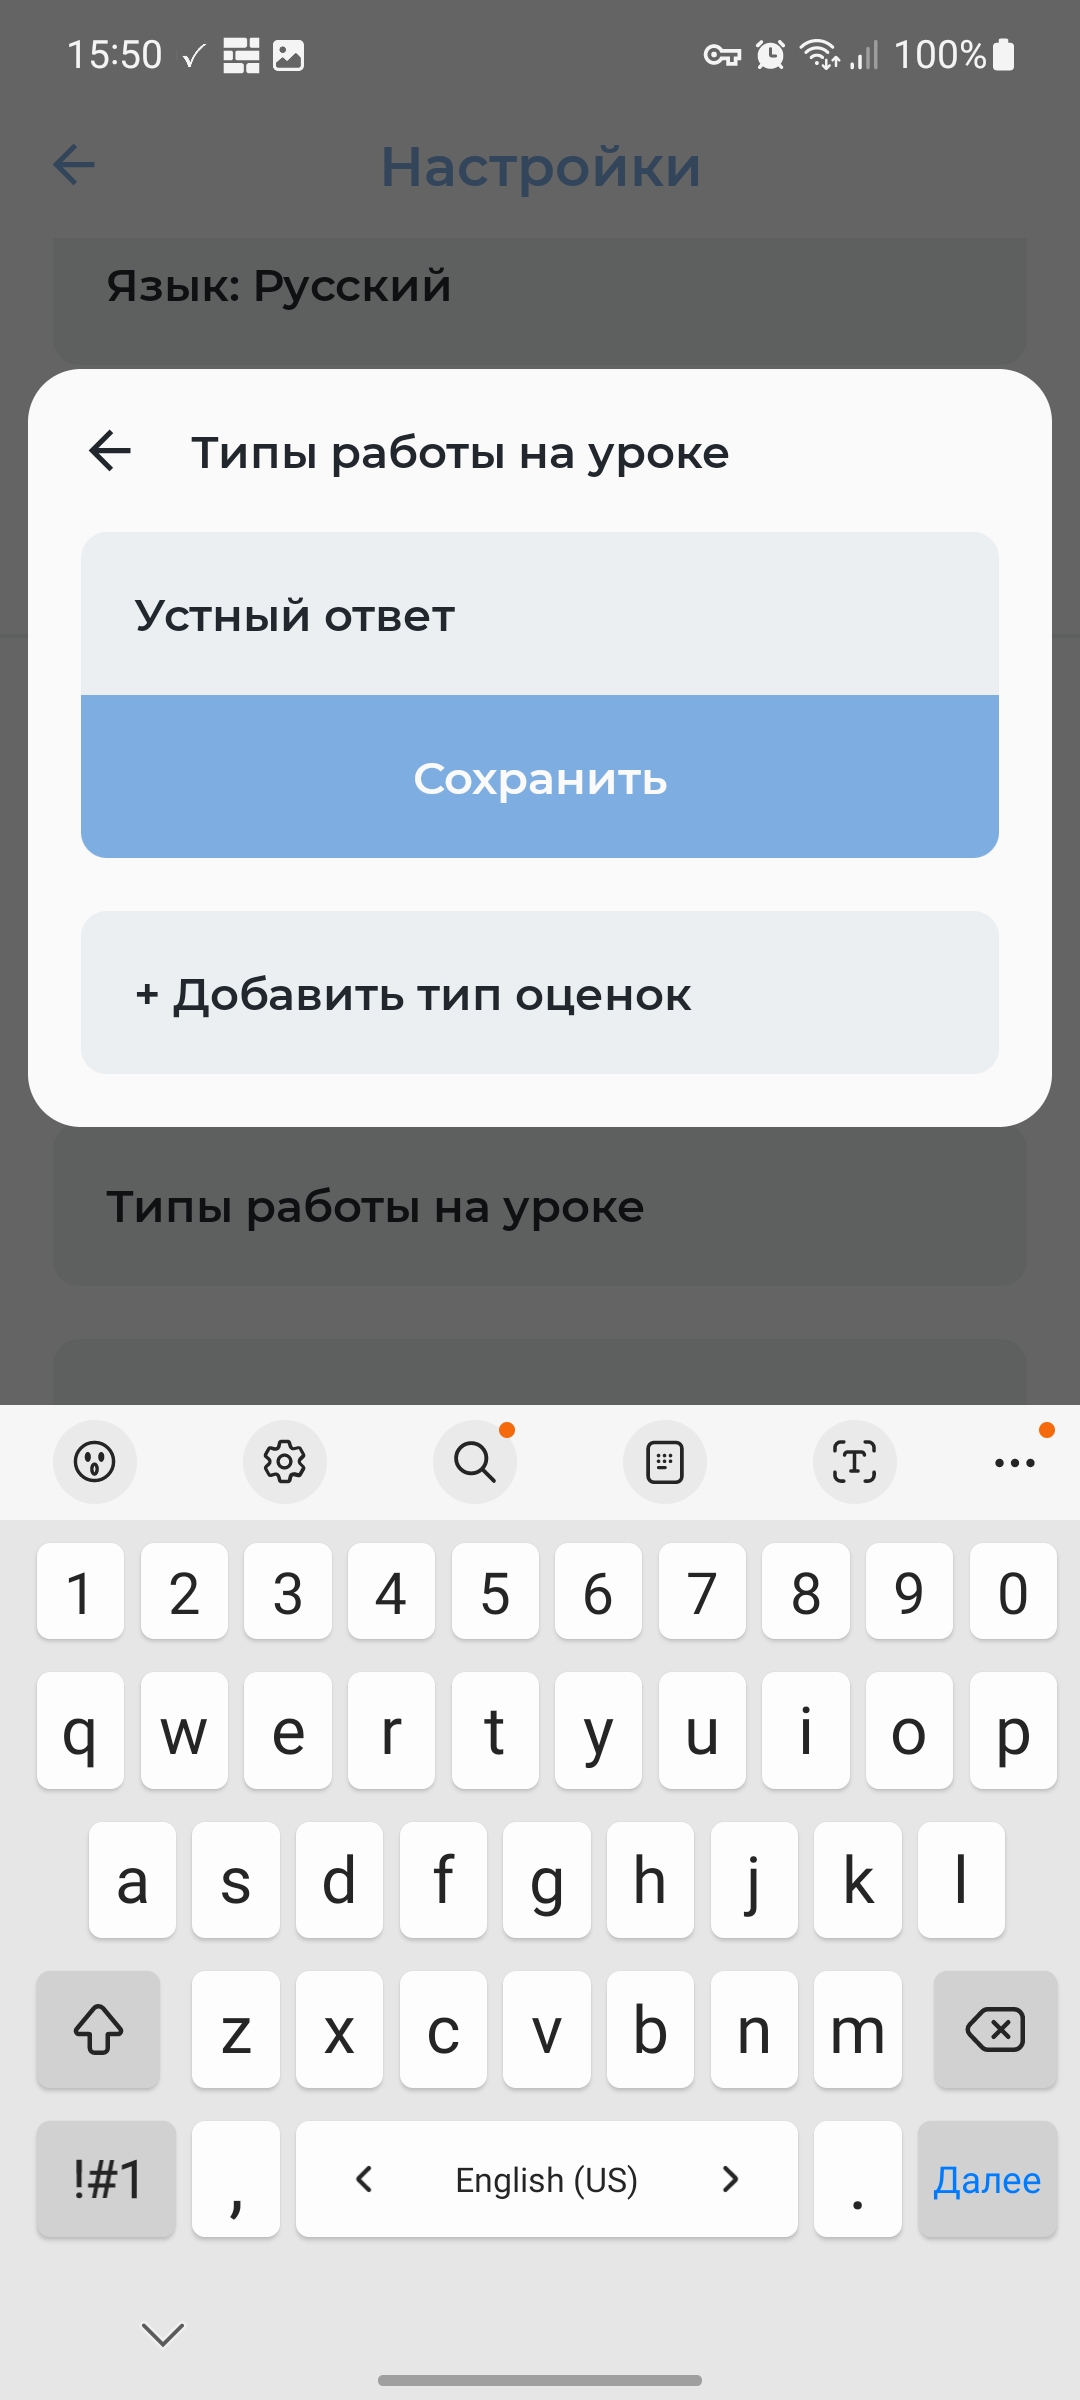 15:50 100%
Настройки
Язык: Русский
Типы работы на уроке
Устный ответ
Сохранить
+ Добавить тип оценок
Типы работы на уроке
1 2 3 4 5 6 7 8 9 0
q w e r t y u i o p
a s d f g h j k l
z x c v b n m
!#1 , English (US) . Далее